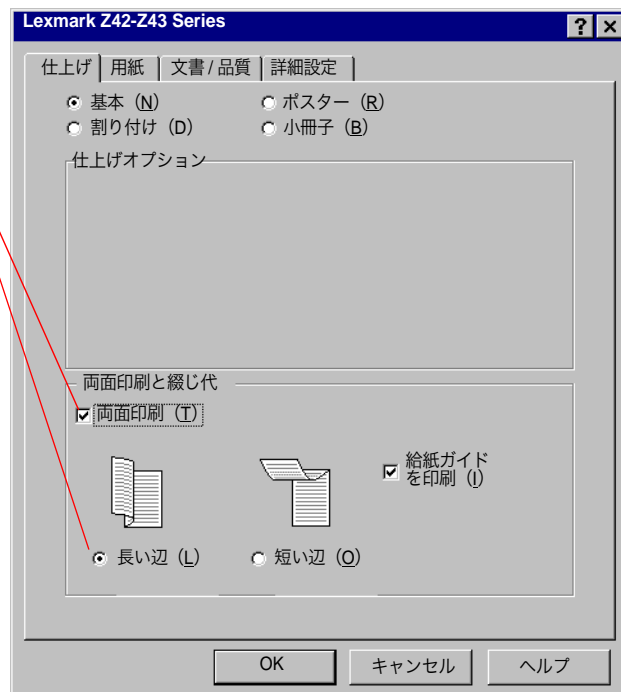 Lexmark Z42-Z43 Series
仕上げ 用紙 文書/品質 詳細設定
基本 (N) ポスター (R)
割り付け (D) 小冊子 (B)
仕上げオプション
両面印刷と綴じ代
両面印刷 (T)
給紙ガイド
を印刷 (I)
長い辺 (L) 短い辺 (O)
OK キャンセル ヘルプ